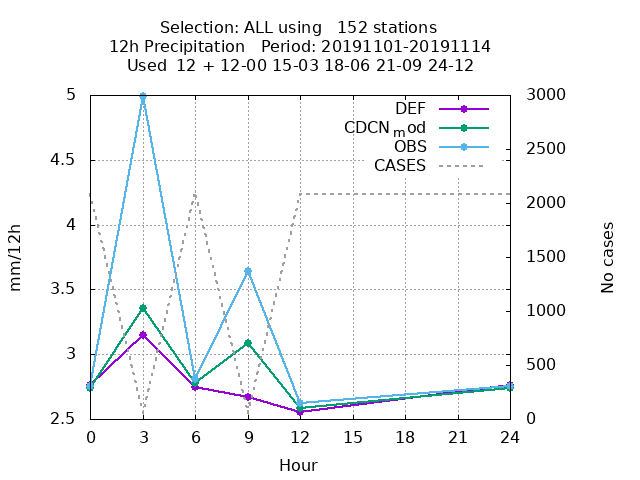 Selection: ALL using   152 stations
12h Precipitation   Period: 20191101-20191114
Used  12 + 12-00 15-03 18-06 21-09 24-12
5
4.5
4
3.5
3
2.5
mm/12h
DEF
CDCN_mod
OBS
CASES
3000
2500
2000
1500
1000
500
0
No cases
0 3 6 9 12 15 18 21 24
Hour